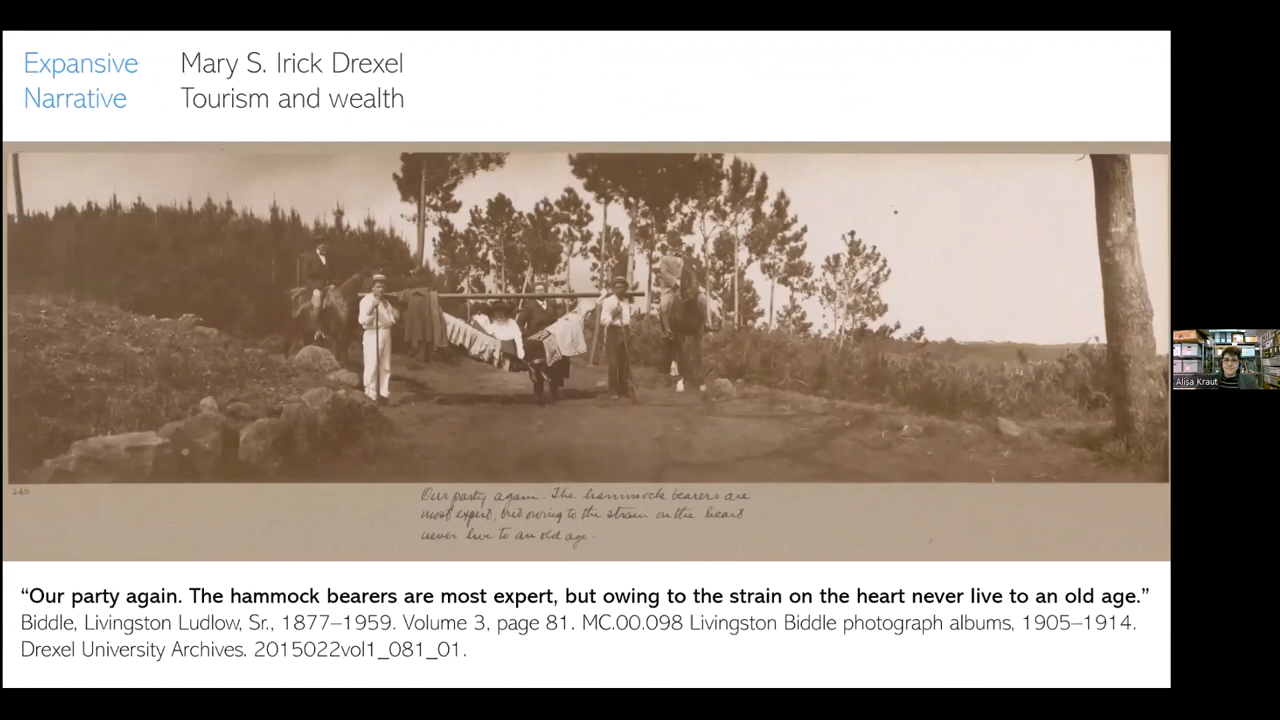 Expansive Narrative
Mary S. Irick Drexel
Tourism and wealth
260
Our party again. The hammock bearers are
most expert, but owing to the strain on the heart
never live to an old age.
“Our party again. The hammock bearers are most expert, but owing to the strain on the heart never live to an old age.”
Biddle, Livingston Ludlow, Sr., 1877–1959. Volume 3, page 81. MC.00.098 Livingston Biddle photograph albums, 1905–1914.
Drexel University Archives. 2015022vol1_081_01.
Alisa Kraut